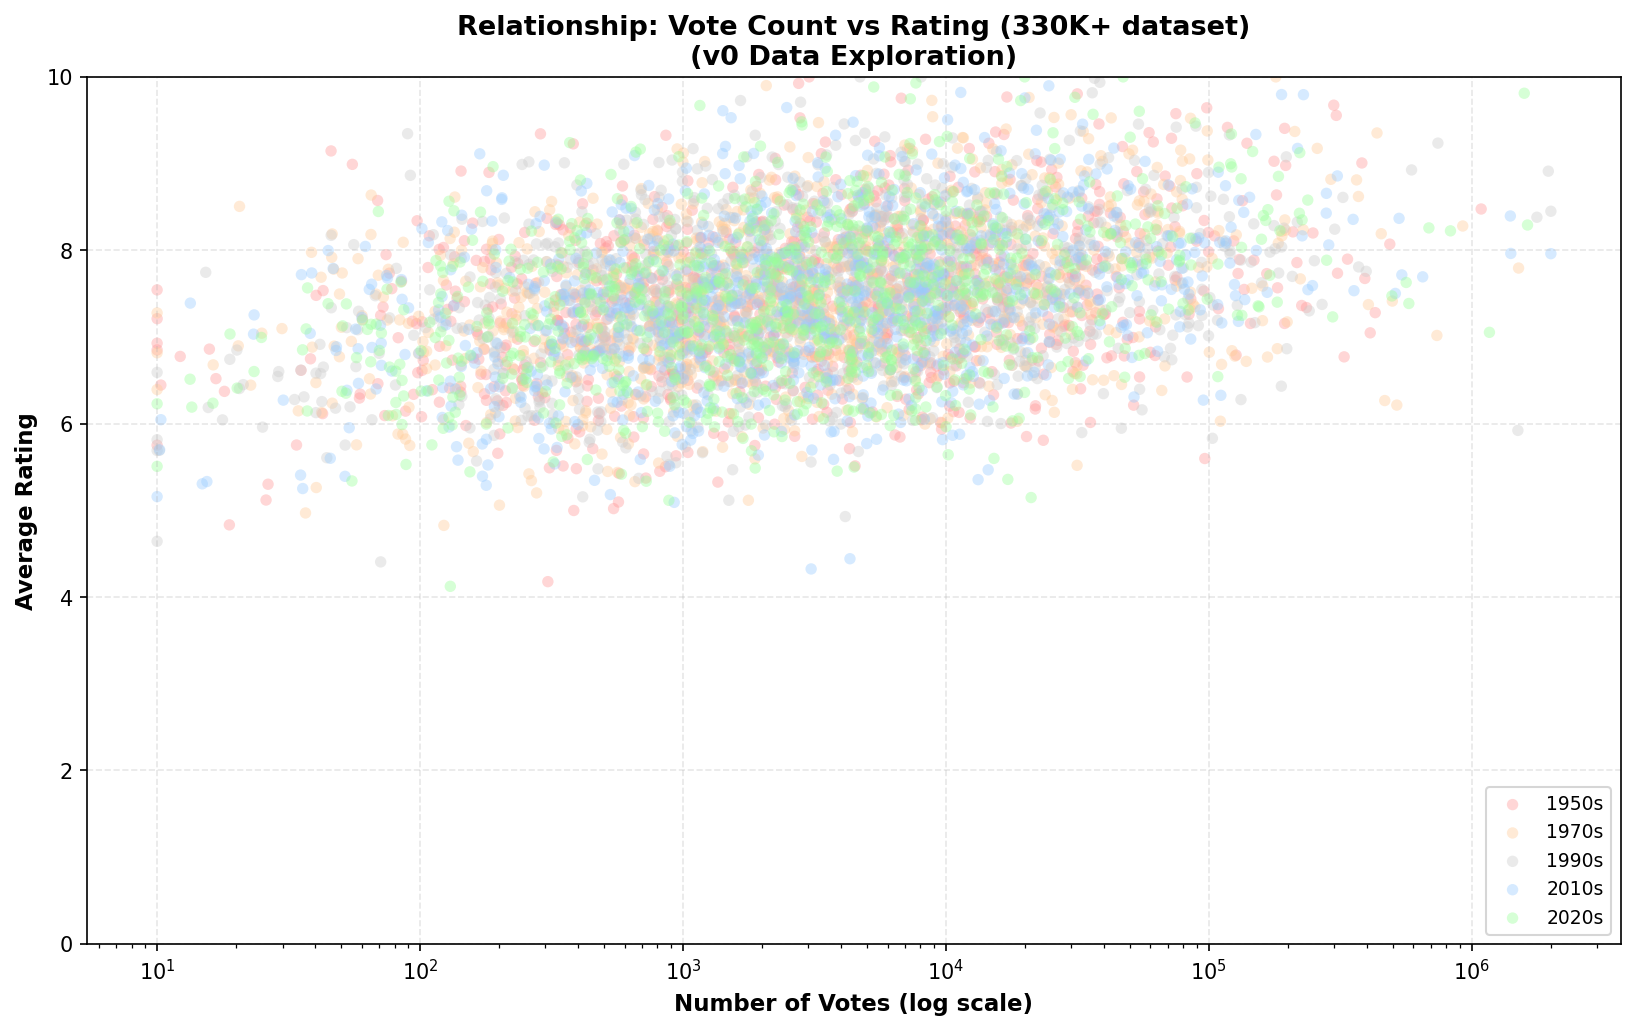 Relationship: Vote Count vs Rating (330K+ dataset)
(v0 Data Exploration)
Average Rating
10
8
6
4
2
0
10¹
10²
10³
10⁴
10⁵
10⁶
Number of Votes (log scale)
1950s
1970s
1990s
2010s
2020s